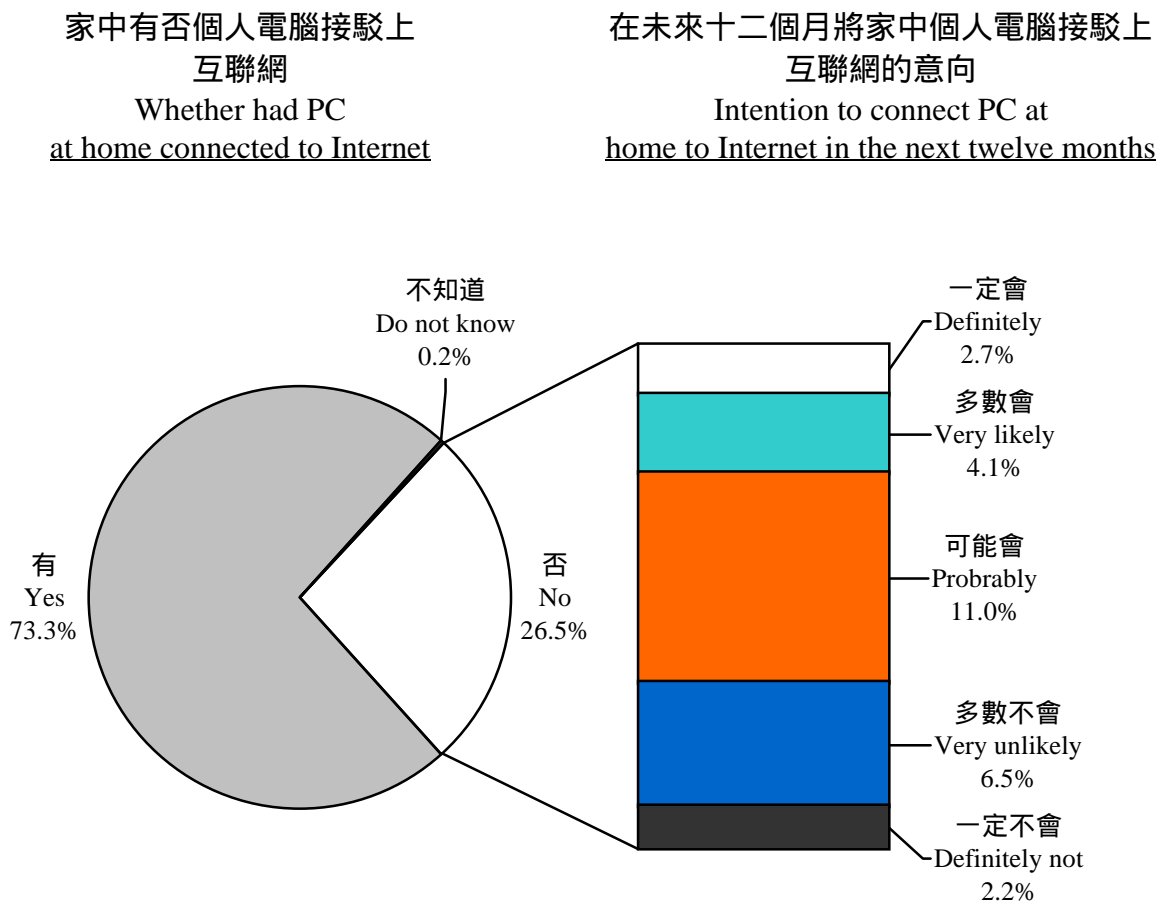 家中有否個人電腦接駁上
互聯網
Whether had PC
at home connected to Internet
在未來十二個月將家中個人電腦接駁上
互聯網的意向
Intention to connect PC at
home to Internet in the next twelve months
不知道
Do not know
0.2%
有
Yes
73.3%
否
No
26.5%
一定會
Definitely
2.7%
多數會
Very likely
4.1%
可能會
Probrably
11.0%
多數不會
Very unlikely
6.5%
一定不會
Definitely not
2.2%